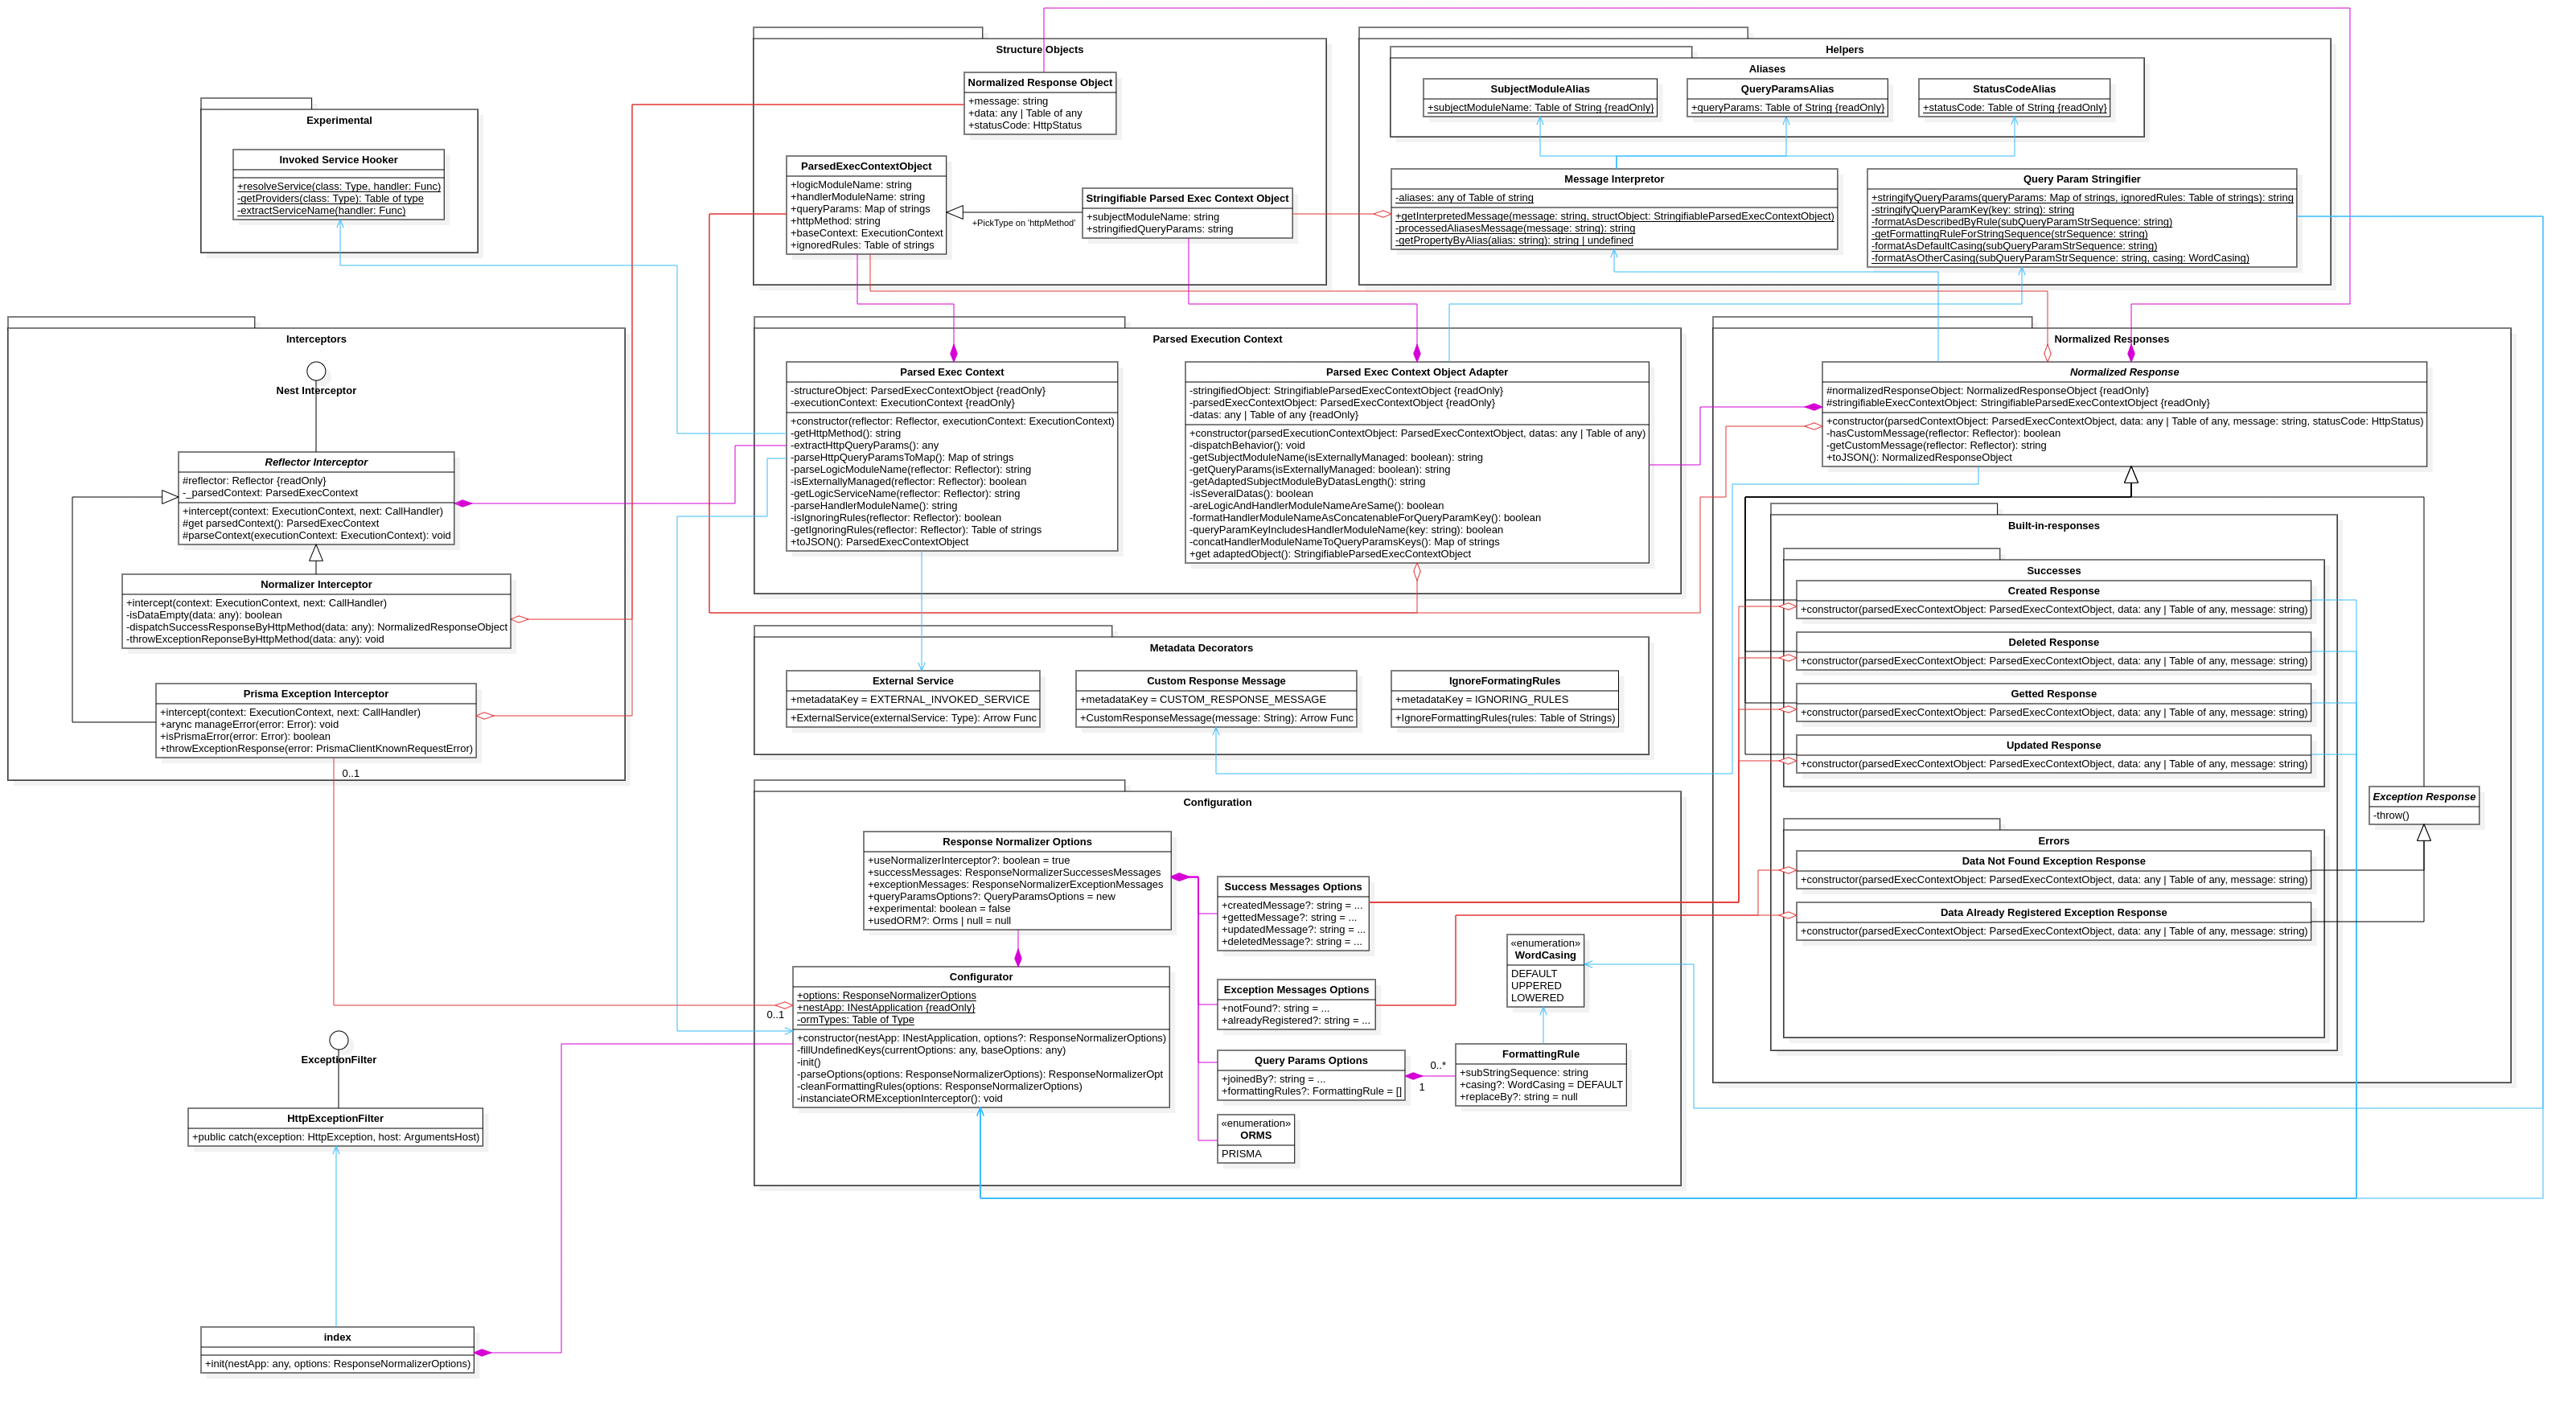 Structure Objects
Normalized Response Object
+message: string
+data: any | Table of any
+statusCode: HttpStatus
ParsedExecContextObject
+logicModuleName: string
+handlerModuleName: string
+queryParams: Map of strings
+httpMethod: string
+baseContext: ExecutionContext
+ignoredRules: Table of strings
+PickType on 'httpMethod'
Stringifiable Parsed Exec Context Object
+subjectModuleName: string
+stringifiedQueryParams: string
Helpers
Aliases
SubjectModuleAlias
+subjectModuleName: Table of String {readOnly}
QueryParamsAlias
+queryParams: Table of String {readOnly}
StatusCodeAlias
+statusCode: Table of String {readOnly}
Message Interpretor
-aliases: any of Table of string
+getInterpretedMessage(message: string, structObject: StringifiableParsedExecContextObject)
-processedAliasesMessage(message: string): string
-getPropertyByAlias(alias: string): string | undefined
Query Param Stringifier
+stringifyQueryParams(queryParams: Map of strings, ignoredRules: Table of strings): string
-stringifyQueryParamKey(key: string): string
-formatAsDescribedByRule(subQueryParamStrSequence: string)
-getFormattingRuleForStringSequence(strSequence: string)
-formatAsDefaultCasing(subQueryParamStrSequence: string)
-formatAsOtherCasing(subQueryParamStrSequence: string, casing: WordCasing)
Experimental
Invoked Service Hooker
+resolveService(class: Type, handler: Func)
-getProviders(class: Type): Table of type
-extractServiceName(handler: Func)
Interceptors
Nest Interceptor
Reflector Interceptor
#reflector: Reflector {readOnly}
-_parsedContext: ParsedExecContext
+intercept(context: ExecutionContext, next: CallHandler)
#get parsedContext(): ParsedExecContext
#parseContext(executionContext: ExecutionContext): void
Normalizer Interceptor
+intercept(context: ExecutionContext, next: CallHandler)
-isDataEmpty(data: any): boolean
-dispatchSuccessResponseByHttpMethod(data: any): NormalizedResponseObject
-throwExceptionReponseByHttpMethod(data: any): void
Prisma Exception Interceptor
+intercept(context: ExecutionContext, next: CallHandler)
+arync manageError(error: Error): void
+isPrismaError(error: Error): boolean
+throwExceptionResponse(error: PrismaClientKnownRequestError)
0..1
Parsed Execution Context
Parsed Exec Context
-structureObject: ParsedExecContextObject {readOnly}
-executionContext: ExecutionContext {readOnly}
+constructor(reflector: Reflector, executionContext: ExecutionContext)
-getHttpMethod(): string
-extractHttpQueryParams(): any
-parseHttpQueryParamsToMap(): Map of strings
-parseLogicModuleName(reflector: Reflector): string
-isExternallyManaged(reflector: Reflector): boolean
-getLogicServiceName(reflector: Reflector): string
-parseHandlerModuleName(): string
-isIgnoringRules(reflector: Reflector): boolean
-getIgnoringRules(reflector: Reflector): Table of strings
+toJSON(): ParsedExecContextObject
Parsed Exec Context Object Adapter
-stringifiedObject: StringifiableParsedExecContextObject {readOnly}
-parsedExecContextObject: ParsedExecContextObject {readOnly}
-datas: any | Table of any {readOnly}
+constructor(parsedExecutionContextObject: ParsedExecContextObject, datas: any | Table of any)
-dispatchBehavior(): void
-getSubjectModuleName(isExternallyManaged: boolean): string
-getQueryParams(isExternallyManaged: boolean): string
-getAdaptedSubjectModuleByDatasLength(): string
-isSeveralDatas(): boolean
-areLogicAndHandlerModuleNameAreSame(): boolean
-formatHandlerModuleNameAsConcatenableForQueryParamKey(): boolean
-queryParamKeyIncludesHandlerModuleName(key: string): boolean
-concatHandlerModuleNameToQueryParamsKeys(): Map of strings
+get adaptedObject(): StringifiableParsedExecContextObject
Normalized Responses
Normalized Response
#normalizedResponseObject: NormalizedResponseObject {readOnly}
#stringifiableExecContextObject: StringifiableParsedExecContextObject {readOnly}
+constructor(parsedContextObject: ParsedExecContextObject, data: any | Table of any, message: string, statusCode: HttpStatus)
-hasCustomMessage(reflector: Reflector): boolean
-getCustomMessage(reflector: Reflector): string
+toJSON(): NormalizedResponseObject
Built-in-responses
Successes
Created Response
+constructor(parsedExecContextObject: ParsedExecContextObject, data: any | Table of any, message: string)
Deleted Response
+constructor(parsedExecContextObject: ParsedExecContextObject, data: any | Table of any, message: string)
Getted Response
+constructor(parsedExecContextObject: ParsedExecContextObject, data: any | Table of any, message: string)
Updated Response
+constructor(parsedExecContextObject: ParsedExecContextObject, data: any | Table of any, message: string)
Exception Response
-throw()
Errors
Data Not Found Exception Response
+constructor(parsedExecContextObject: ParsedExecContextObject, data: any | Table of any, message: string)
Data Already Registered Exception Response
+constructor(parsedExecContextObject: ParsedExecContextObject, data: any | Table of any, message: string)
Metadata Decorators
External Service
+metadataKey = EXTERNAL_INVOKED_SERVICE
+ExternalService(externalService: Type): Arrow Func
Custom Response Message
+metadataKey = CUSTOM_RESPONSE_MESSAGE
+CustomResponseMessage(message: String): Arrow Func
IgnoreFormatingRules
+metadataKey = IGNORING_RULES
+IgnoreFormattingRules(rules: Table of Strings)
Configuration
Response Normalizer Options
+useNormalizerInterceptor?: boolean = true
+successMessages: ResponseNormalizerSuccessesMessages
+exceptionMessages: ResponseNormalizerExceptionMessages
+queryParamsOptions?: QueryParamsOptions = new
+experimental: boolean = false
+usedORM?: Orms | null = null
Success Messages Options
+createdMessage?: string = ...
+gettedMessage?: string = ...
+updatedMessage?: string = ...
+deletedMessage?: string = ...
Configurator
+options: ResponseNormalizerOptions
+nestApp: INestApplication {readOnly}
-ormTypes: Table of Type
+constructor(nestApp: INestApplication, options?: ResponseNormalizerOptions)
-fillUndefinedKeys(currentOptions: any, baseOptions: any)
-init()
-parseOptions(options: ResponseNormalizerOptions): ResponseNormalizerOpt
-cleanFormattingRules(options: ResponseNormalizerOptions)
-instanciateORMExceptionInterceptor(): void
0..1
Exception Messages Options
+notFound?: string = ...
+alreadyRegistered?: string = ...
«enumeration»
WordCasing
DEFAULT
UPPERED
LOWERED
Query Params Options
+joinedBy?: string = ...
+formattingRules?: FormattingRule = []
0..*
1
FormattingRule
+subStringSequence: string
+casing?: WordCasing = DEFAULT
+replaceBy?: string = null
«enumeration»
ORMS
PRISMA
ExceptionFilter
HttpExceptionFilter
+public catch(exception: HttpException, host: ArgumentsHost)
index
+init(nestApp: any, options: ResponseNormalizerOptions)